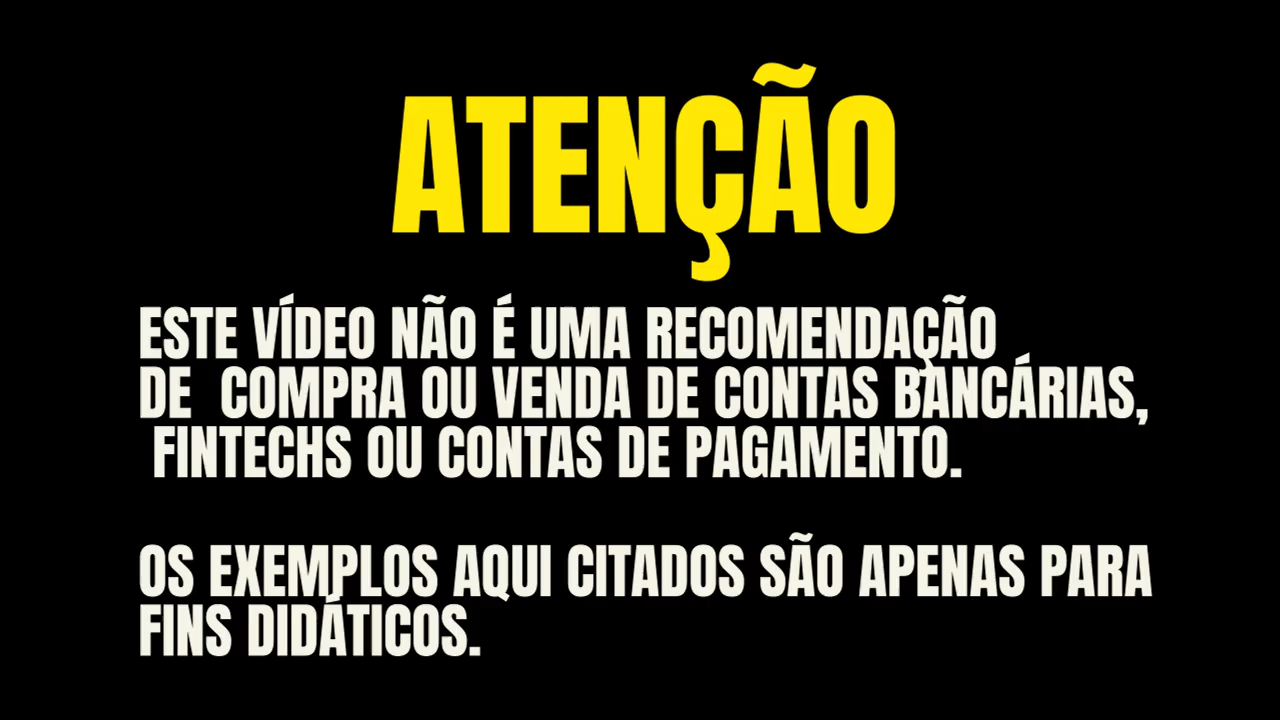 ATENÇÃO
ESTE VÍDEO NÃO É UMA RECOMENDAÇÃO
DE COMPRA OU VENDA DE CONTAS BANCÁRIAS,
FINTECHS OU CONTAS DE PAGAMENTO.
OS EXEMPLOS AQUI CITADOS SÃO APENAS PARA
FINS DIDÁTICOS.